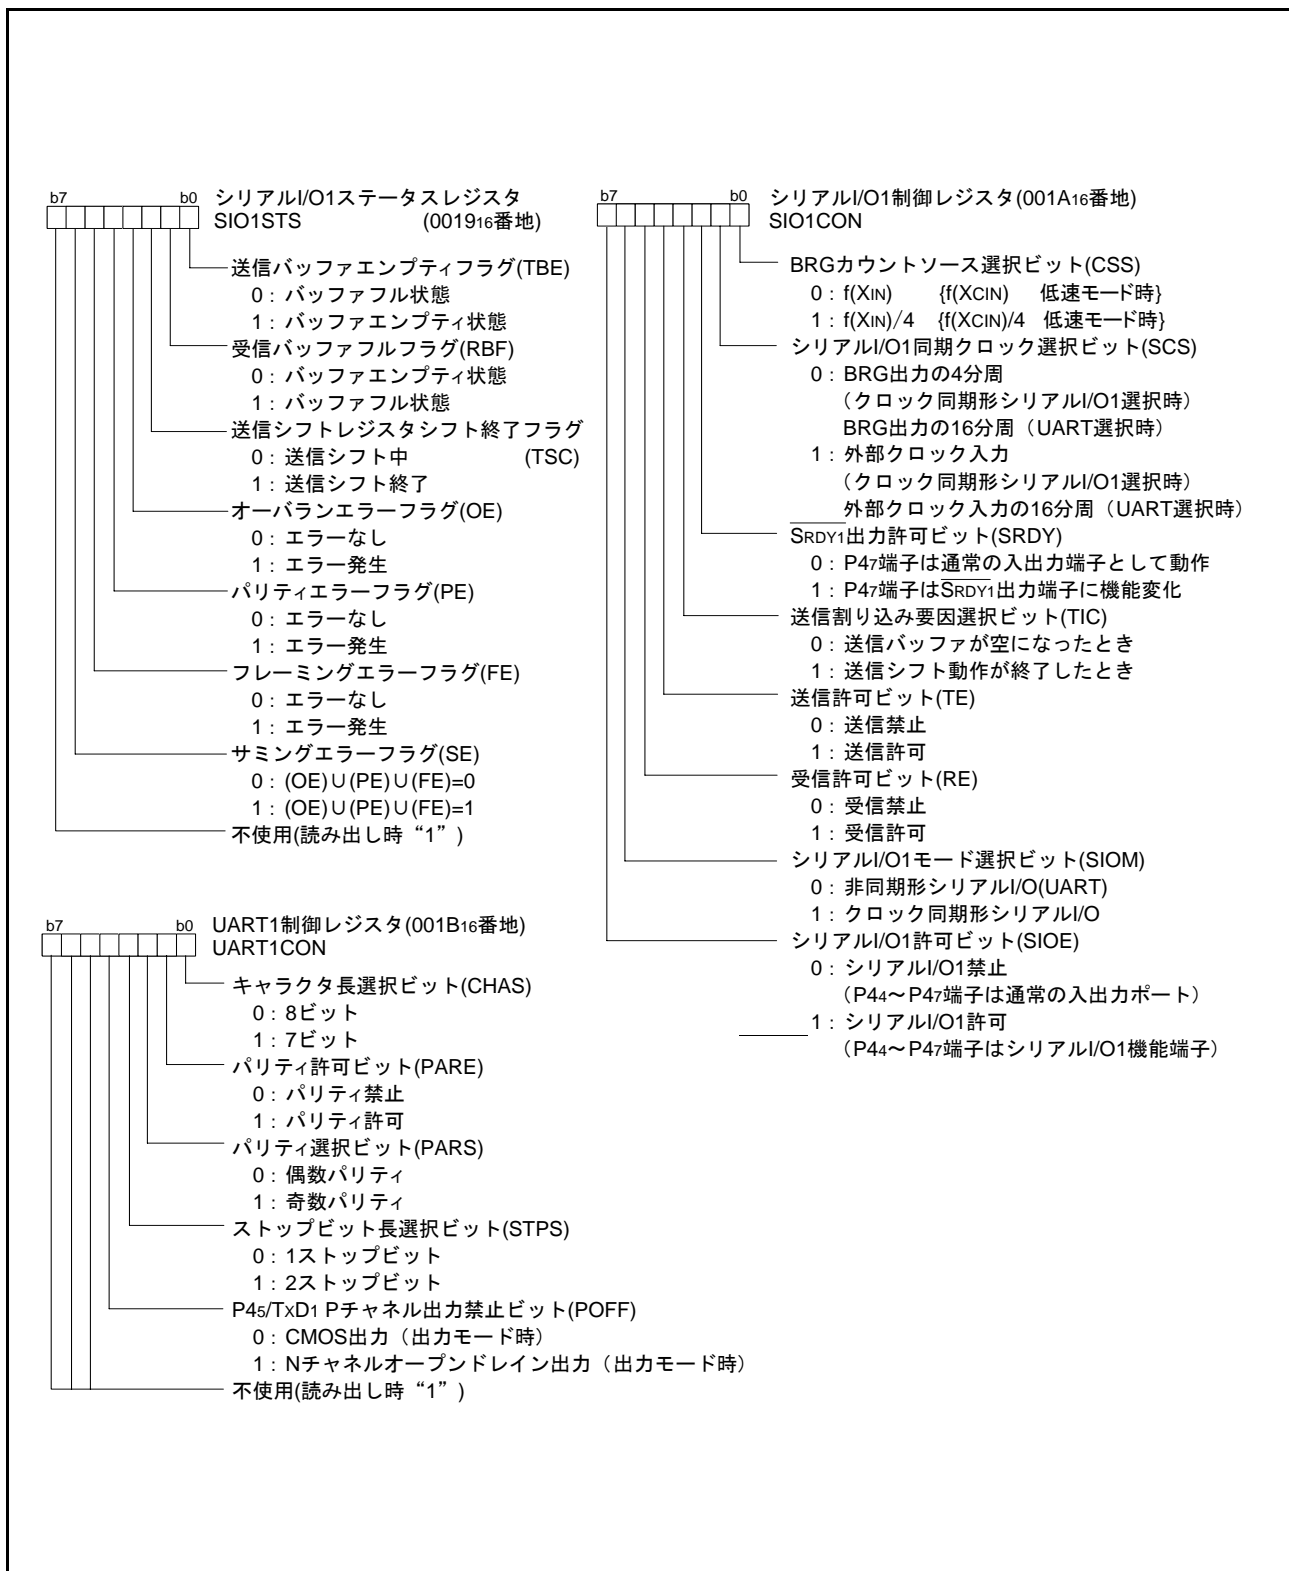 b7 b0 シリアルI/O1ステータスレジスタ
SIO1STS (001916番地)
送信バッファエンプティフラグ(TBE)
0：バッファフル状態
1：バッファエンプティ状態
受信バッファフルフラグ(RBF)
0：バッファエンプティ状態
1：バッファフル状態
送信シフトレジスタシフト終了フラグ
0：送信シフト中 (TSC)
1：送信シフト終了
オーバランエラーフラグ(OE)
0：エラーなし
1：エラー発生
パリティエラーフラグ(PE)
0：エラーなし
1：エラー発生
フレーミングエラーフラグ(FE)
0：エラーなし
1：エラー発生
サミングエラーフラグ(SE)
0：(OE)∪(PE)∪(FE)=0
1：(OE)∪(PE)∪(FE)=1
不使用(読み出し時“1”)
b7 b0 UART1制御レジスタ(001B16番地)
UART1CON
キャラクタ長選択ビット(CHAS)
0：8ビット
1：7ビット
パリティ許可ビット(PARE)
0：パリティ禁止
1：パリティ許可
パリティ選択ビット(PARS)
0：偶数パリティ
1：奇数パリティ
ストップビット長選択ビット(STPS)
0：1ストップビット
1：2ストップビット
P45/TXD1 Pチャネル出力禁止ビット(POFF)
0：CMOS出力（出力モード時）
1：Nチャネルオープンドレイン出力（出力モード時）
不使用(読み出し時“1”)
b7 b0 シリアルI/O1制御レジスタ(001A16番地)
SIO1CON
BRGカウントソース選択ビット(CSS)
0：f(XIN) {f(XCIN) 低速モード時}
1：f(XIN)/4 {f(XCIN)/4 低速モード時}
シリアルI/O1同期クロック選択ビット(SCS)
0：BRG出力の4分周
（クロック同期形シリアルI/O1選択時）
BRG出力の16分周（UART選択時）
1：外部クロック入力
（クロック同期形シリアルI/O1選択時）
外部クロック入力の16分周（UART選択時）
SRDY1出力許可ビット(SRDY)
0：P47端子は通常の入出力端子として動作
1：P47端子はSRDY1出力端子に機能変化
送信割り込み要因選択ビット(TIC)
0：送信バッファが空になったとき
1：送信シフト動作が終了したとき
送信許可ビット(TE)
0：送信禁止
1：送信許可
受信許可ビット(RE)
0：受信禁止
1：受信許可
シリアルI/O1モード選択ビット(SIOM)
0：非同期形シリアルI/O(UART)
1：クロック同期形シリアルI/O
シリアルI/O1許可ビット(SIOE)
0：シリアルI/O1禁止
（P44～P47端子は通常の入出力ポート）
1：シリアルI/O1許可
（P44～P47端子はシリアルI/O1機能端子）